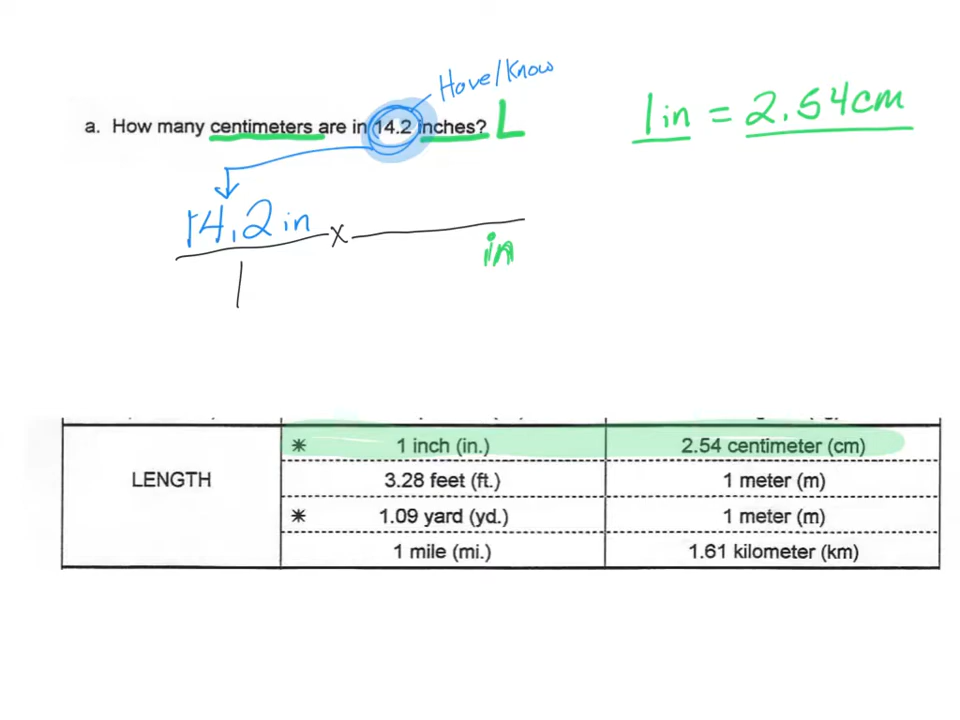 Have/Know
1 in = 2.54 cm
a. How many centimeters are in 14.2 inches? L
14.2 in x
in
1
LENGTH
* 1 inch (in.) 2.54 centimeter (cm)
3.28 feet (ft.) 1 meter (m)
* 1.09 yard (yd.) 1 meter (m)
1 mile (mi.) 1.61 kilometer (km)